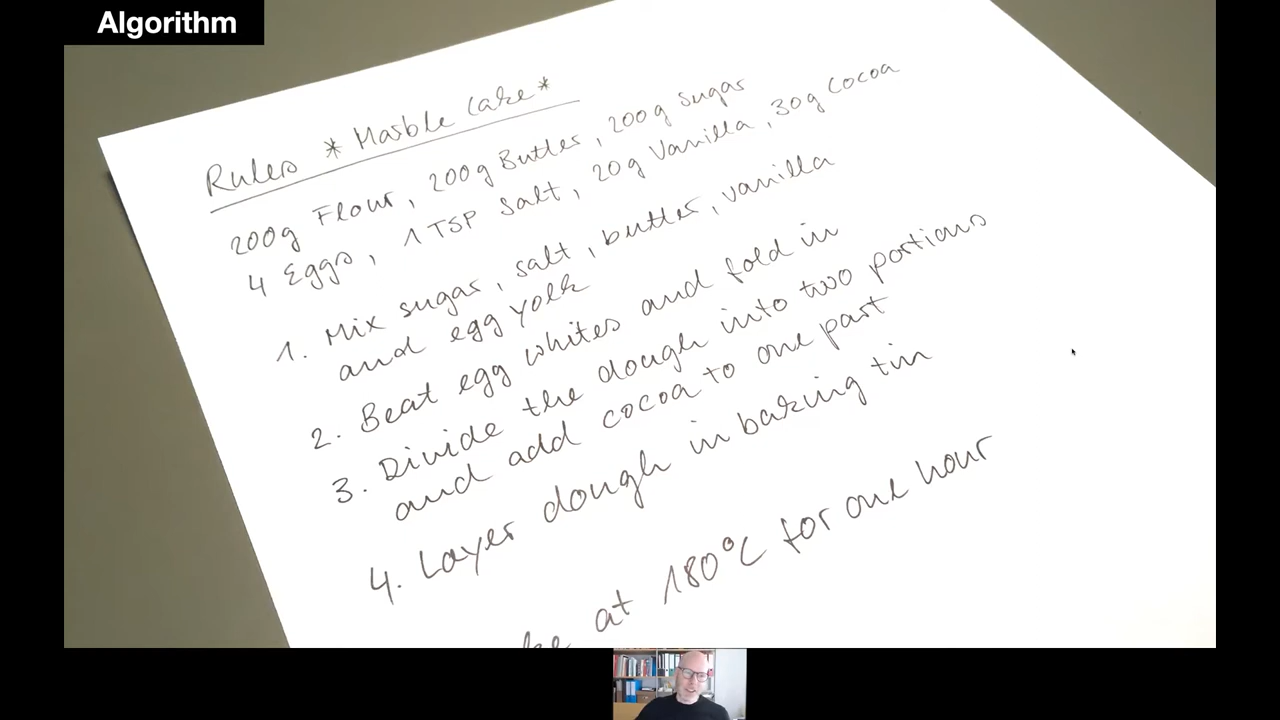 Algorithm
Rules * Marble Cake *
200g Flour, 200g Butter, 200g Sugar
4 Eggs, 1 TSP Salt, 20g Vanilla, 30g Cocoa
1. Mix sugar, salt, butter, vanilla
and egg yolk
2. Beat egg whites and fold in
3. Divide the dough into two portions
and add cocoa to one part
4. Layer dough in baking tin
at 180°C for one hour